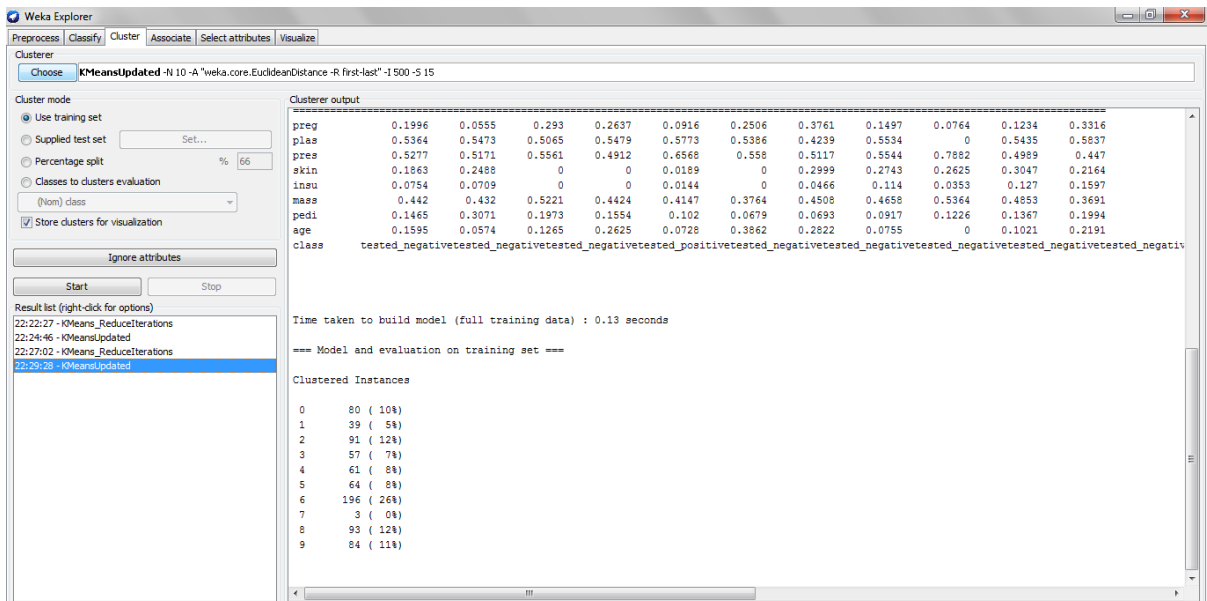 Weka Explorer
Preprocess Classify Cluster Associate Select attributes Visualize
Clusterer
Choose KMeansUpdated -N 10 -A "weka.core.EuclideanDistance -R first-last" -I 500 -S 15
Cluster mode
Use training set
Supplied test set Set...
Percentage split % 66
Classes to clusters evaluation
(Nom) class
Store clusters for visualization
Ignore attributes
Start Stop
Result list (right-click for options)
22:22:27 - KMeans_ReduceIterations
22:24:46 - KMeansUpdated
22:27:02 - KMeans_ReduceIterations
22:29:28 - KMeansUpdated
Clusterer output
preg 0.1996 0.0555 0.293 0.2637 0.0916 0.2506 0.3761 0.1497 0.0764 0.1234 0.3316
plas 0.5364 0.5473 0.5065 0.5479 0.5773 0.5386 0.4239 0.5534 0 0.5435 0.5837
pres 0.5277 0.5171 0.5561 0.4912 0.6568 0.558 0.5117 0.5544 0.7882 0.4989 0.447
skin 0.1863 0.2488 0 0 0.0189 0 0.2999 0.2743 0.2625 0.3047 0.2164
insu 0.0754 0.0709 0 0 0.0144 0 0.0466 0.114 0.0353 0.127 0.1597
mass 0.442 0.432 0.5221 0.4424 0.4147 0.3764 0.4508 0.4658 0.5364 0.4853 0.3691
pedi 0.1465 0.3071 0.1973 0.1554 0.102 0.0679 0.0693 0.0917 0.1226 0.1367 0.1994
age 0.1595 0.0574 0.1265 0.2625 0.0728 0.3862 0.2822 0.0755 0 0.1021 0.2191
class tested_negativetested_negativetested_negativetested_positivetested_negativetested_negativetested_negativetested_negativetested_negativ
Time taken to build model (full training data) : 0.13 seconds
=== Model and evaluation on training set ===
Clustered Instances
0 80 ( 10%)
1 39 ( 5%)
2 91 ( 12%)
3 57 ( 7%)
4 61 ( 8%)
5 64 ( 8%)
6 196 ( 26%)
7 3 ( 0%)
8 93 ( 12%)
9 84 ( 11%)